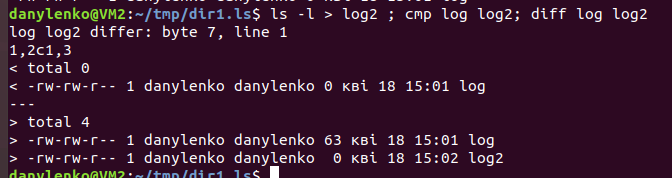 danylenko@VM2:~/tmp/dir1.ls$ ls -l > log2 ; cmp log log2; diff log log2
log log2 differ: byte 7, line 1
1,2c1,3
< total 0
< -rw-rw-r-- 1 danylenko danylenko 0 кві 18 15:01 log
---
> total 4
> -rw-rw-r-- 1 danylenko danylenko 63 кві 18 15:01 log
> -rw-rw-r-- 1 danylenko danylenko  0 кві 18 15:02 log2
danylenko@VM2:~/tmp/dir1.ls$